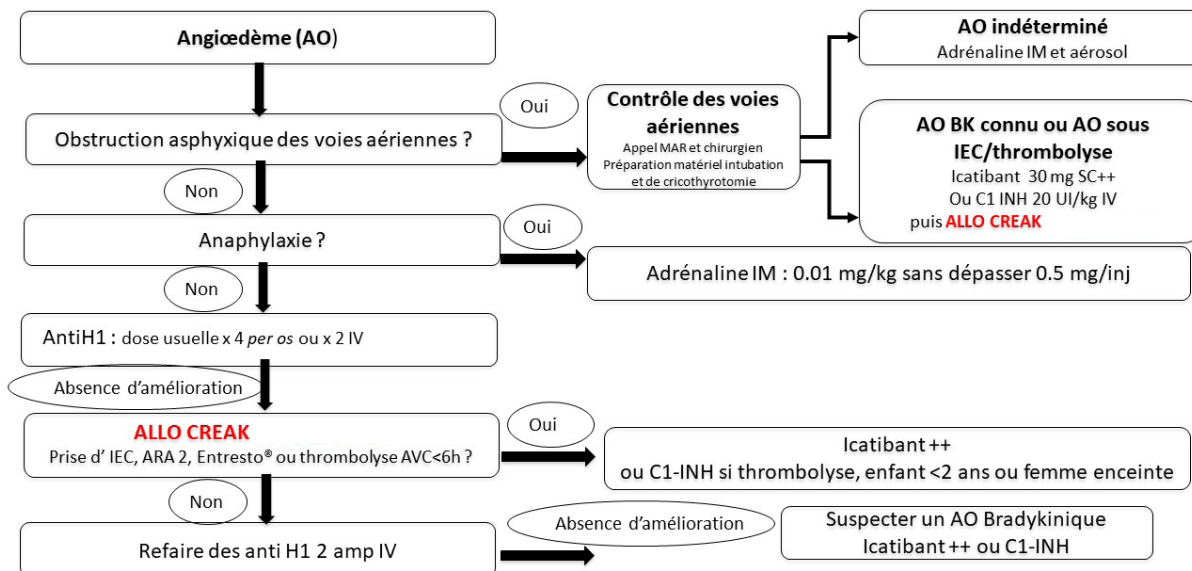 Angiœdème (AO)
Obstruction asphyxique des voies aériennes ?
Oui
Contrôle des voies
aériennes
Appel MAR et chirurgien
Préparation matériel intubation
et de cricothyrotomie
AO indéterminé
Adrénaline IM et aérosol
AO BK connu ou AO sous
IEC/thrombolyse
Icatibant 30 mg SC++
Ou C1 INH 20 UI/kg IV
puis ALLO CREAK
Non
Anaphylaxie ?
Oui
Adrénaline IM : 0.01 mg/kg sans dépasser 0.5 mg/inj
Non
AntiH1 : dose usuelle x 4 per os ou x 2 IV
Absence d’amélioration
ALLO CREAK
Prise d’ IEC, ARA 2, Entresto® ou thrombolyse AVC<6h ?
Oui
Icatibant ++
ou C1-INH si thrombolyse, enfant <2 ans ou femme enceinte
Non
Refaire des anti H1 2 amp IV
Absence d’amélioration
Suspecter un AO Bradykinique
Icatibant ++ ou C1-INH